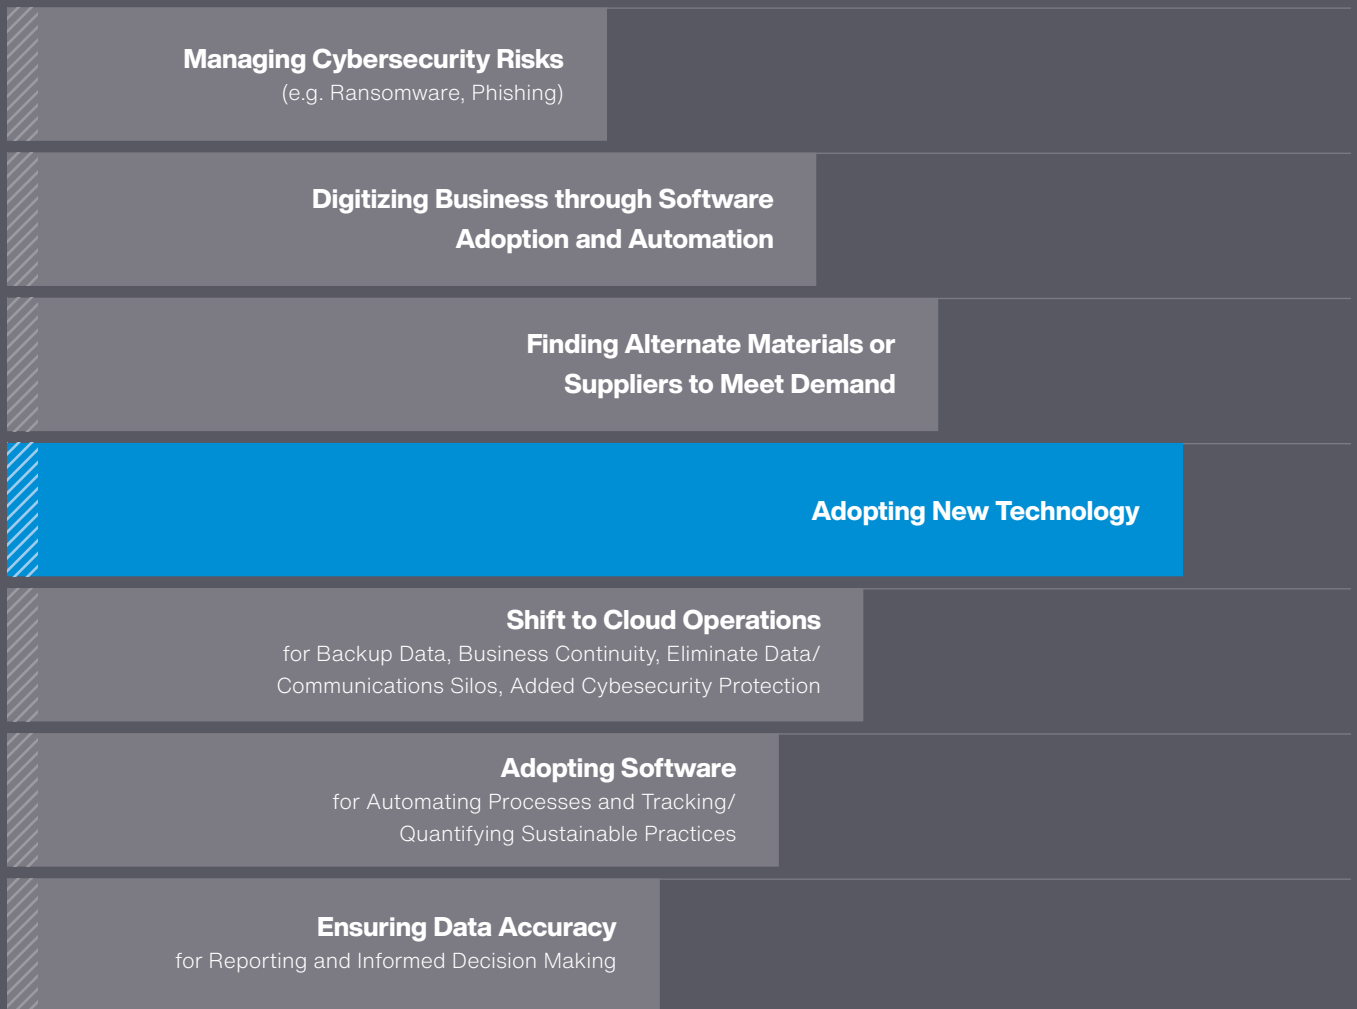 Managing Cybersecurity Risks
(e.g. Ransomware, Phishing)
Digitizing Business through Software
Adoption and Automation
Finding Alternate Materials or
Suppliers to Meet Demand
Adopting New Technology
Shift to Cloud Operations
for Backup Data, Business Continuity, Eliminate Data/
Communications Silos, Added Cybesecurity Protection
Adopting Software
for Automating Processes and Tracking/
Quantifying Sustainable Practices
Ensuring Data Accuracy
for Reporting and Informed Decision Making